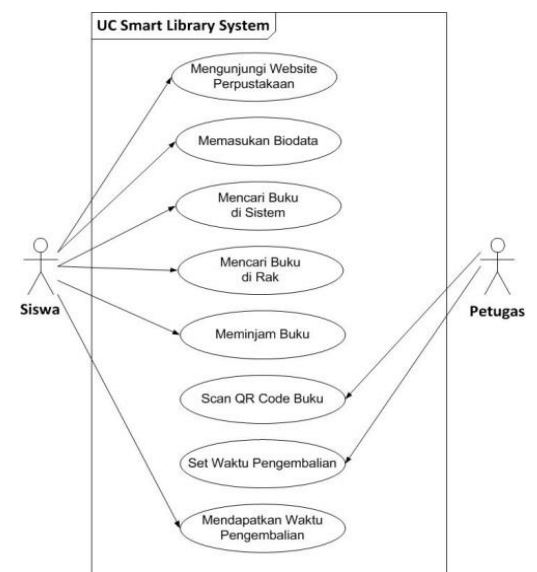 UC Smart Library System
Mengunjungi Website
Perpustakaan
Memasukan Biodata
Mencari Buku
di Sistem
Mencari Buku
di Rak
Siswa
Petugas
Meminjam Buku
Scan QR Code Buku
Set Waktu Pengembalian
Mendapatkan Waktu
Pengembalian